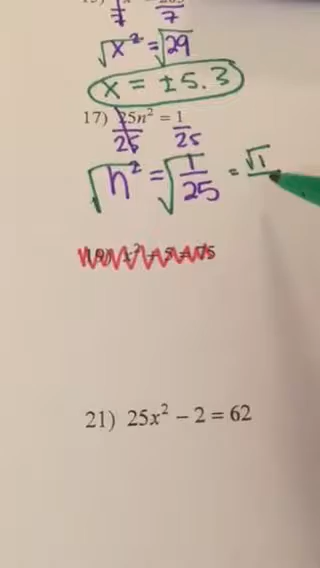 7 7
√x² = √29
x = ±5.3
17) 25n² = 1
25 25
√n² = √1/25 = √1
21) 25x² − 2 = 62